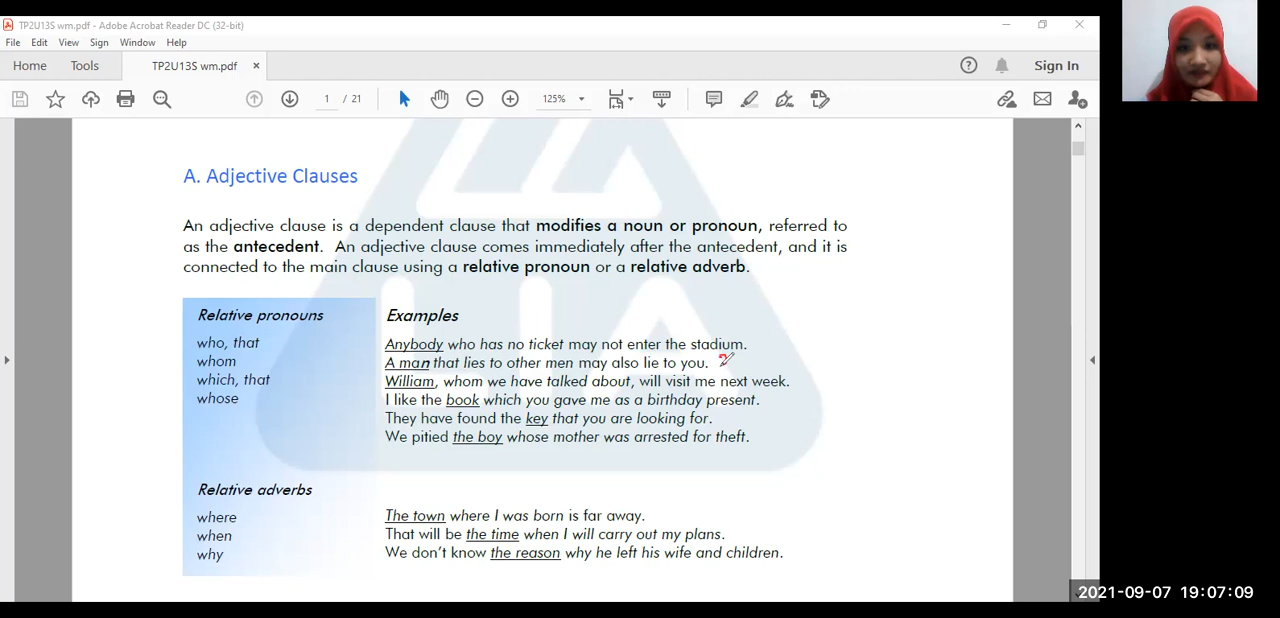 TP2U13S wm.pdf - Adobe Acrobat Reader DC (32-bit)
File Edit View Sign Window Help
Home Tools TP2U13S wm.pdf × Sign In
1 / 21 125%
A. Adjective Clauses
An adjective clause is a dependent clause that modifies a noun or pronoun, referred to
as the antecedent. An adjective clause comes immediately after the antecedent, and it is
connected to the main clause using a relative pronoun or a relative adverb.
Relative pronouns Examples
who, that Anybody who has no ticket may not enter the stadium.
whom A man that lies to other men may also lie to you.
which, that William, whom we have talked about, will visit me next week.
whose I like the book which you gave me as a birthday present.
They have found the key that you are looking for.
We pitied the boy whose mother was arrested for theft.
Relative adverbs
where The town where I was born is far away.
when That will be the time when I will carry out my plans.
why We don't know the reason why he left his wife and children.
LIA
2021-09-07 19:07:09